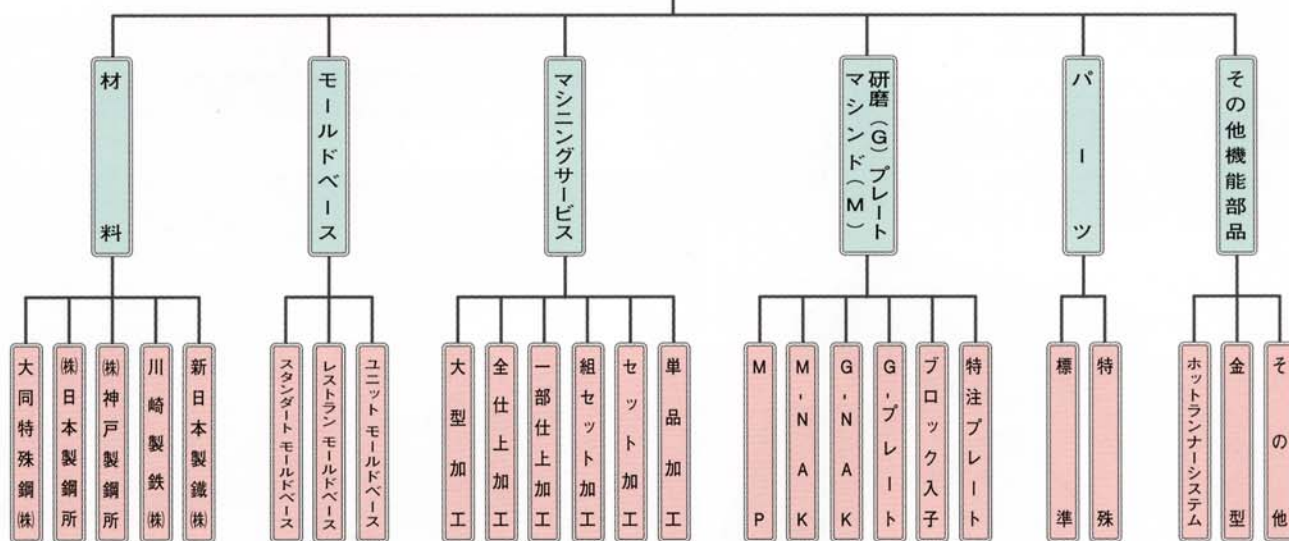 材料
モールドベース
マシニングサービス
研磨(G)プレート
マシンド(M)
パーツ
その他機能部品
大同特殊鋼㈱
㈱日本製鋼所
㈱神戸製鋼所
川崎製鉄㈱
新日本製鐵㈱
スタンダート モールドベース
レストラン モールドベース
ユニット モールドベース
大型加工
全仕上加工
一部仕上加工
組セット加工
セット加工
単品加工
MP
M-NAK
G-NAK
G-プレート
ブロック入子
特注プレート
標準
特殊
ホットランナーシステム
金型
その他